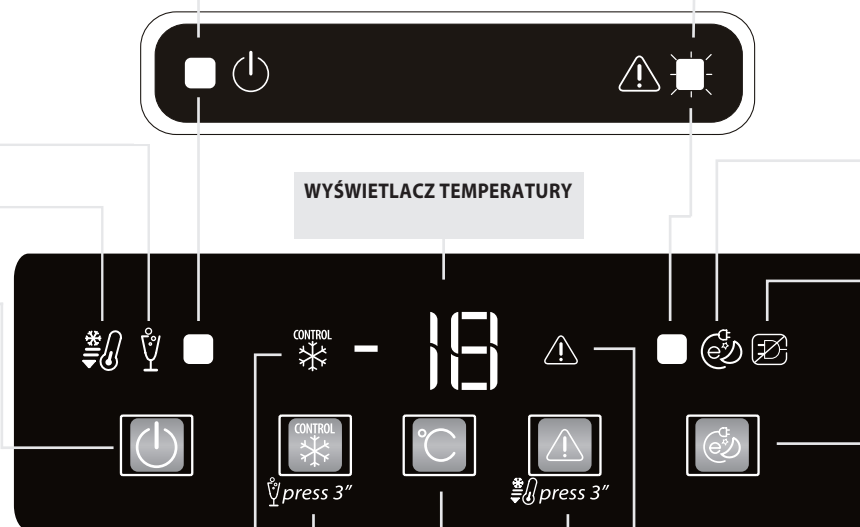 WYŚWIETLACZ TEMPERATURY
CONTROL
- 18
e
CONTROL
°C
e
press 3”
press 3”